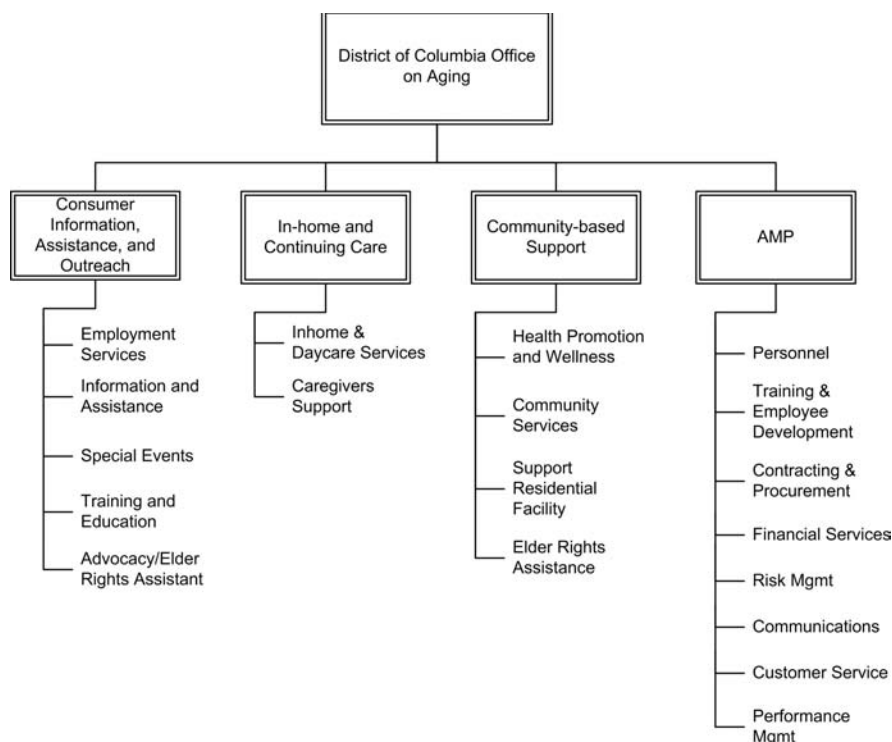 District of Columbia Office
on Aging
Consumer
Information,
Assistance, and
Outreach
In-home and
Continuing Care
Community-based
Support
AMP
Employment
Services
Information and
Assistance
Special Events
Training and
Education
Advocacy/Elder
Rights Assistant
Inhome &
Daycare Services
Caregivers
Support
Health Promotion
and Wellness
Community
Services
Support
Residential
Facility
Elder Rights
Assistance
Personnel
Training &
Employee
Development
Contracting &
Procurement
Financial Services
Risk Mgmt
Communications
Customer Service
Performance
Mgmt